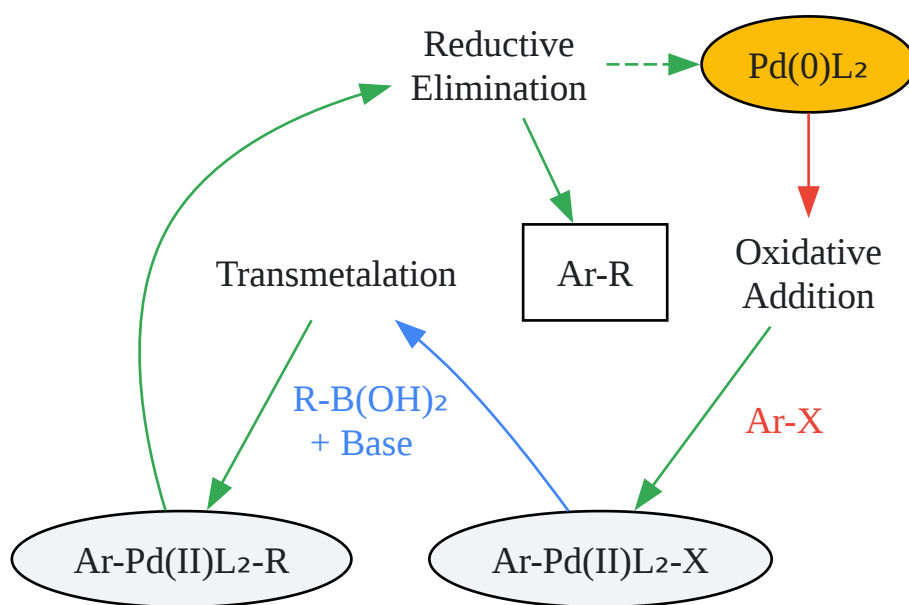 Reductive
Elimination
Pd(0)L₂
Oxidative
Addition
Ar-R
Transmetalation
R-B(OH)₂
+ Base
Ar-X
Ar-Pd(II)L₂-R
Ar-Pd(II)L₂-X